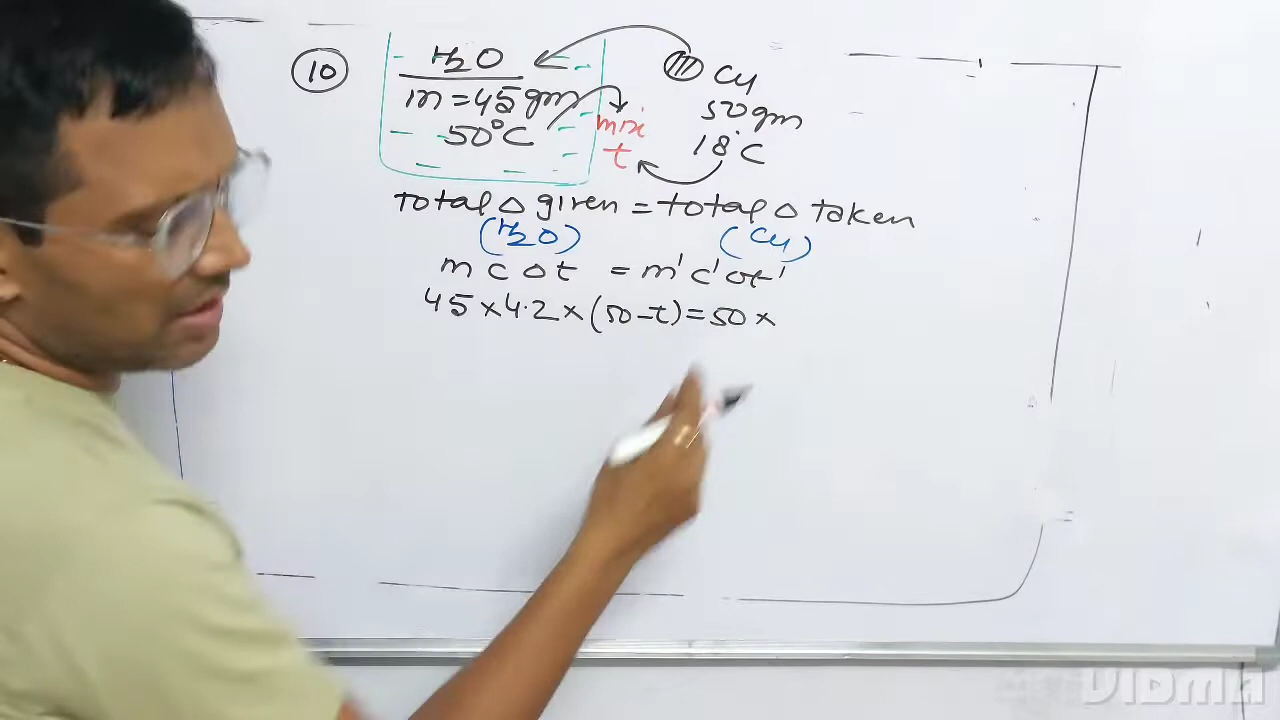 10
H2O
m = 45 gm
50°C
mix
t
Cu
50 gm
18°C
total Δ given = total Δ taken
(H2O) (Cu)
m c Δt = m' c' Δt'
45 × 4.2 × (50 - t) = 50 ×
VIDMA